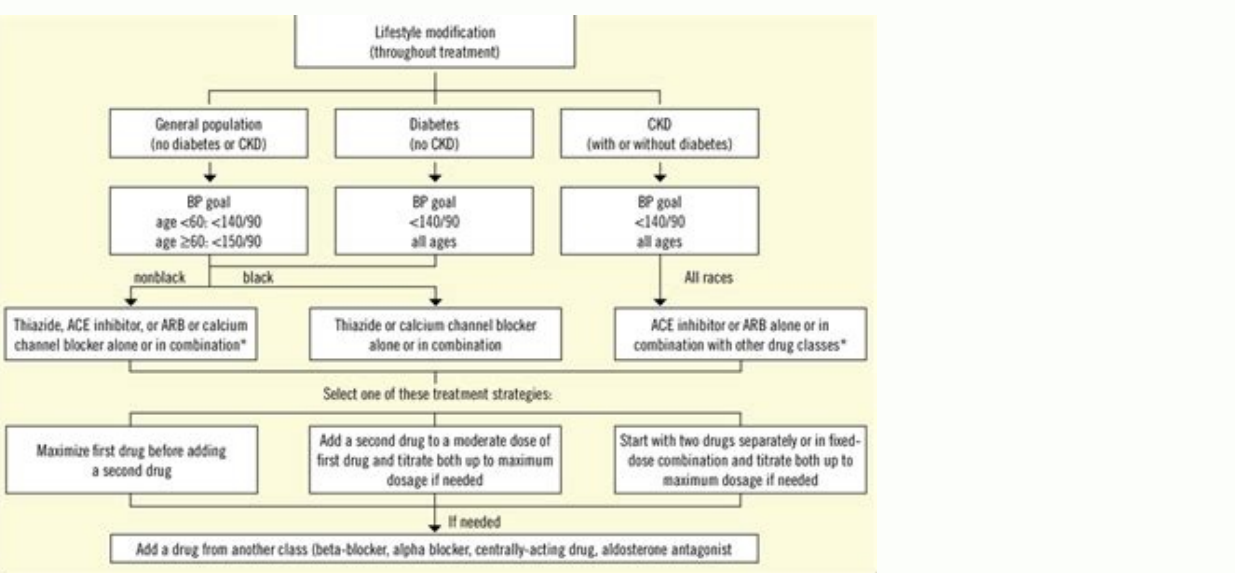 Lifestyle modification
(throughout treatment)
General population
(no diabetes or CKD)
Diabetes
(no CKD)
CKD
(with or without diabetes)
BP goal
age <60: <140/90
age ≥60: <150/90
BP goal
<140/90
all ages
BP goal
<140/90
all ages
nonblack
black
All races
Thiazide, ACE inhibitor, or ARB or calcium
channel blocker alone or in combination*
Thiazide or calcium channel blocker
alone or in combination
ACE inhibitor or ARB alone or in
combination with other drug classes*
Select one of these treatment strategies:
Maximize first drug before adding
a second drug
Add a second drug to a moderate dose of
first drug and titrate both up to maximum
dosage if needed
Start with two drugs separately or in fixed-
dose combination and titrate both up to
maximum dosage if needed
If needed
Add a drug from another class (beta-blocker, alpha blocker, centrally-acting drug, aldosterone antagonist